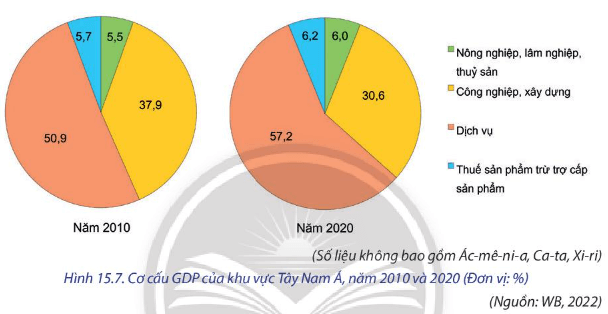 5,7
5,5
37,9
50,9
Năm 2010
6,2
6,0
30,6
57,2
Năm 2020
Nông nghiệp, lâm nghiệp,
thuỷ sản
Công nghiệp, xây dựng
Dịch vụ
Thuế sản phẩm trừ trợ cấp
sản phẩm
(Số liệu không bao gồm Ác-mê-ni-a, Ca-ta, Xi-ri)
Hình 15.7. Cơ cấu GDP của khu vực Tây Nam Á, năm 2010 và 2020 (Đơn vị: %)
(Nguồn: WB, 2022)